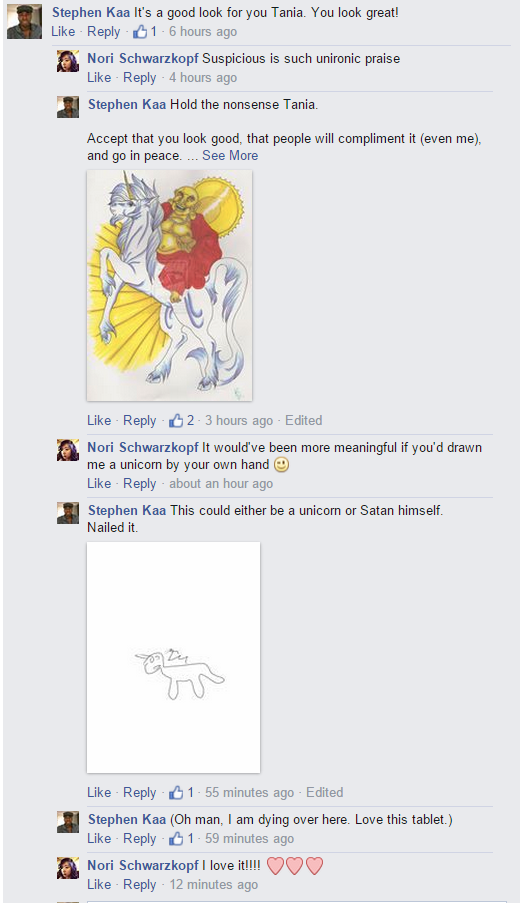 Stephen Kaa It's a good look for you Tania. You look great!
Like · Reply · 1 · 6 hours ago
Nori Schwarzkopf Suspicious is such unironic praise
Like · Reply · 4 hours ago
Stephen Kaa Hold the nonsense Tania.
Accept that you look good, that people will compliment it (even me),
and go in peace. ... See More
Like · Reply · 2 · 3 hours ago · Edited
Nori Schwarzkopf It would've been more meaningful if you'd drawn
me a unicorn by your own hand
Like · Reply · about an hour ago
Stephen Kaa This could either be a unicorn or Satan himself.
Nailed it.
Like · Reply · 1 · 55 minutes ago · Edited
Stephen Kaa (Oh man, I am dying over here. Love this tablet.)
Like · Reply · 1 · 59 minutes ago
Nori Schwarzkopf I love it!!!!
Like · Reply · 12 minutes ago